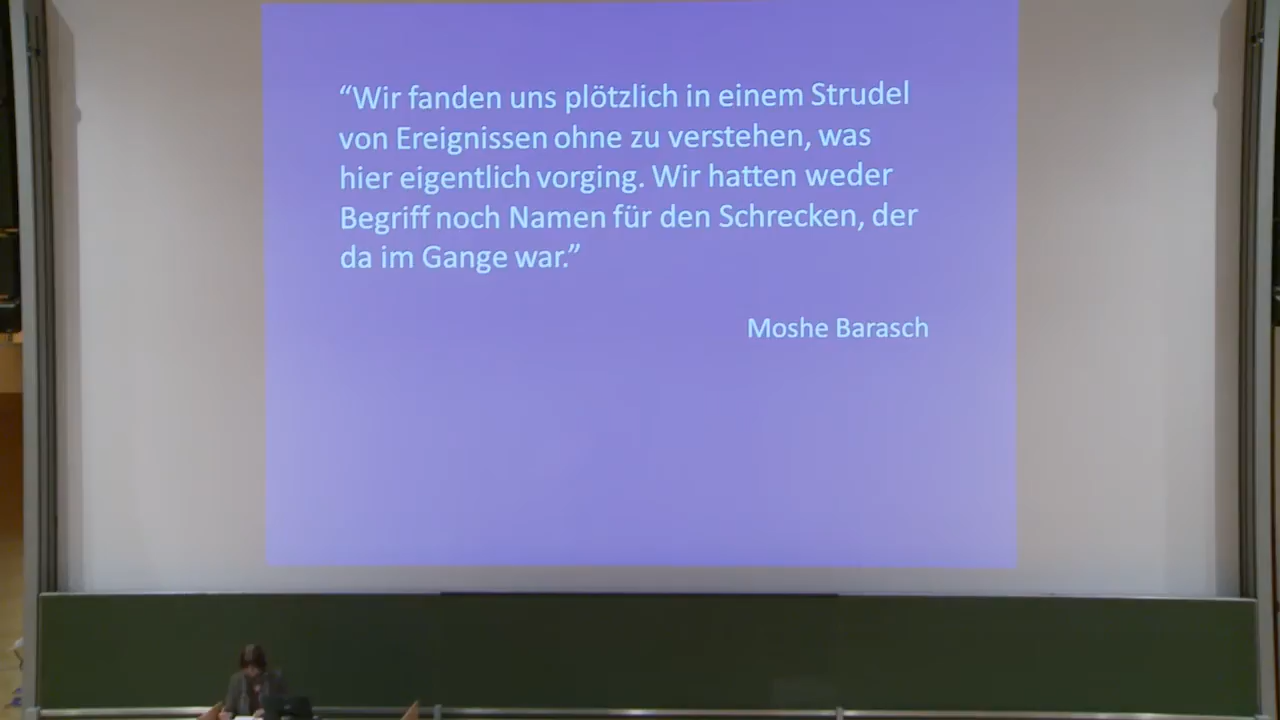 “Wir fanden uns plötzlich in einem Strudel
von Ereignissen ohne zu verstehen, was
hier eigentlich vorging. Wir hatten weder
Begriff noch Namen für den Schrecken, der
da im Gange war.”
Moshe Barasch